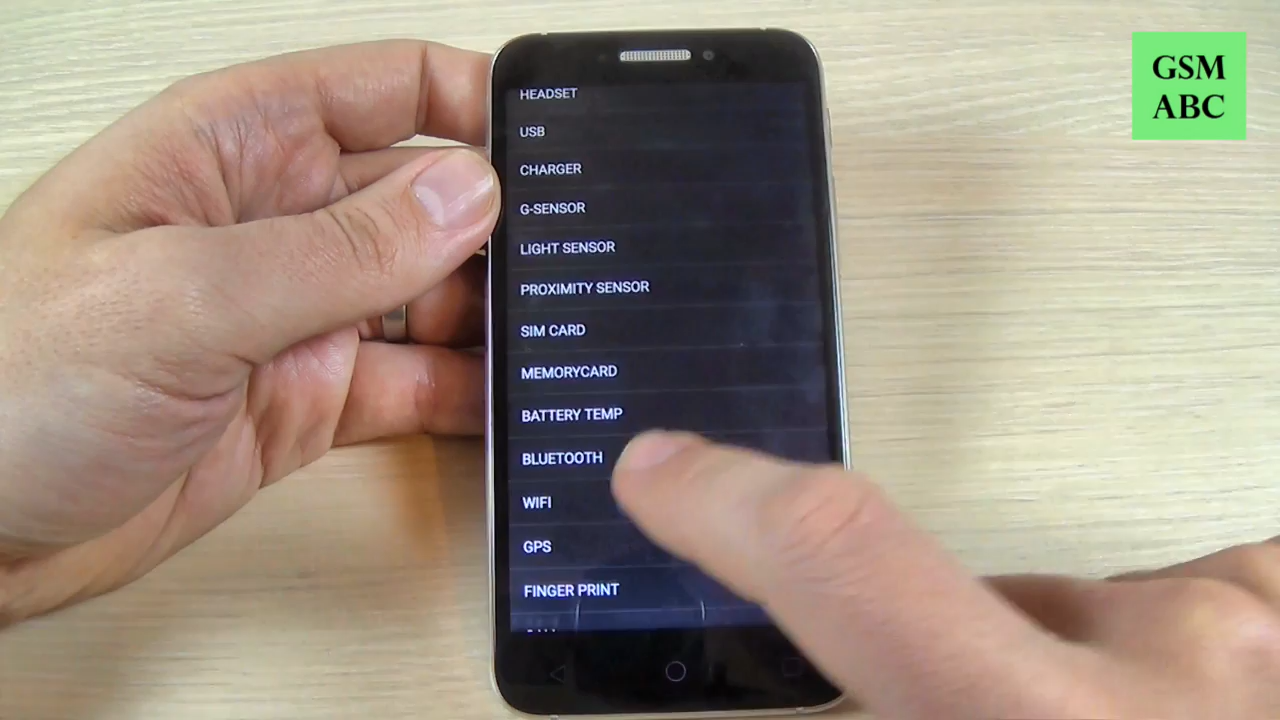 GSM
ABC
HEADSET
USB
CHARGER
G-SENSOR
LIGHT SENSOR
PROXIMITY SENSOR
SIM CARD
MEMORYCARD
BATTERY TEMP
BLUETOOTH
WIFI
GPS
FINGER PRINT